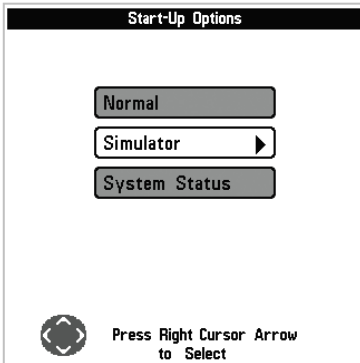 Start-Up Options
Normal
Simulator
System Status
Press Right Cursor Arrow
to Select